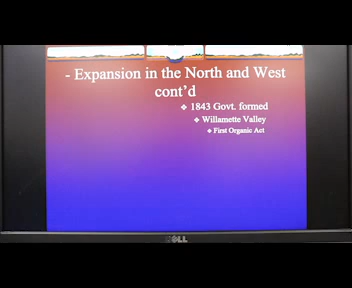 - Expansion in the North and West
cont'd
❖ 1843 Govt. formed
❖ Willamette Valley
❖ First Organic Act
DELL